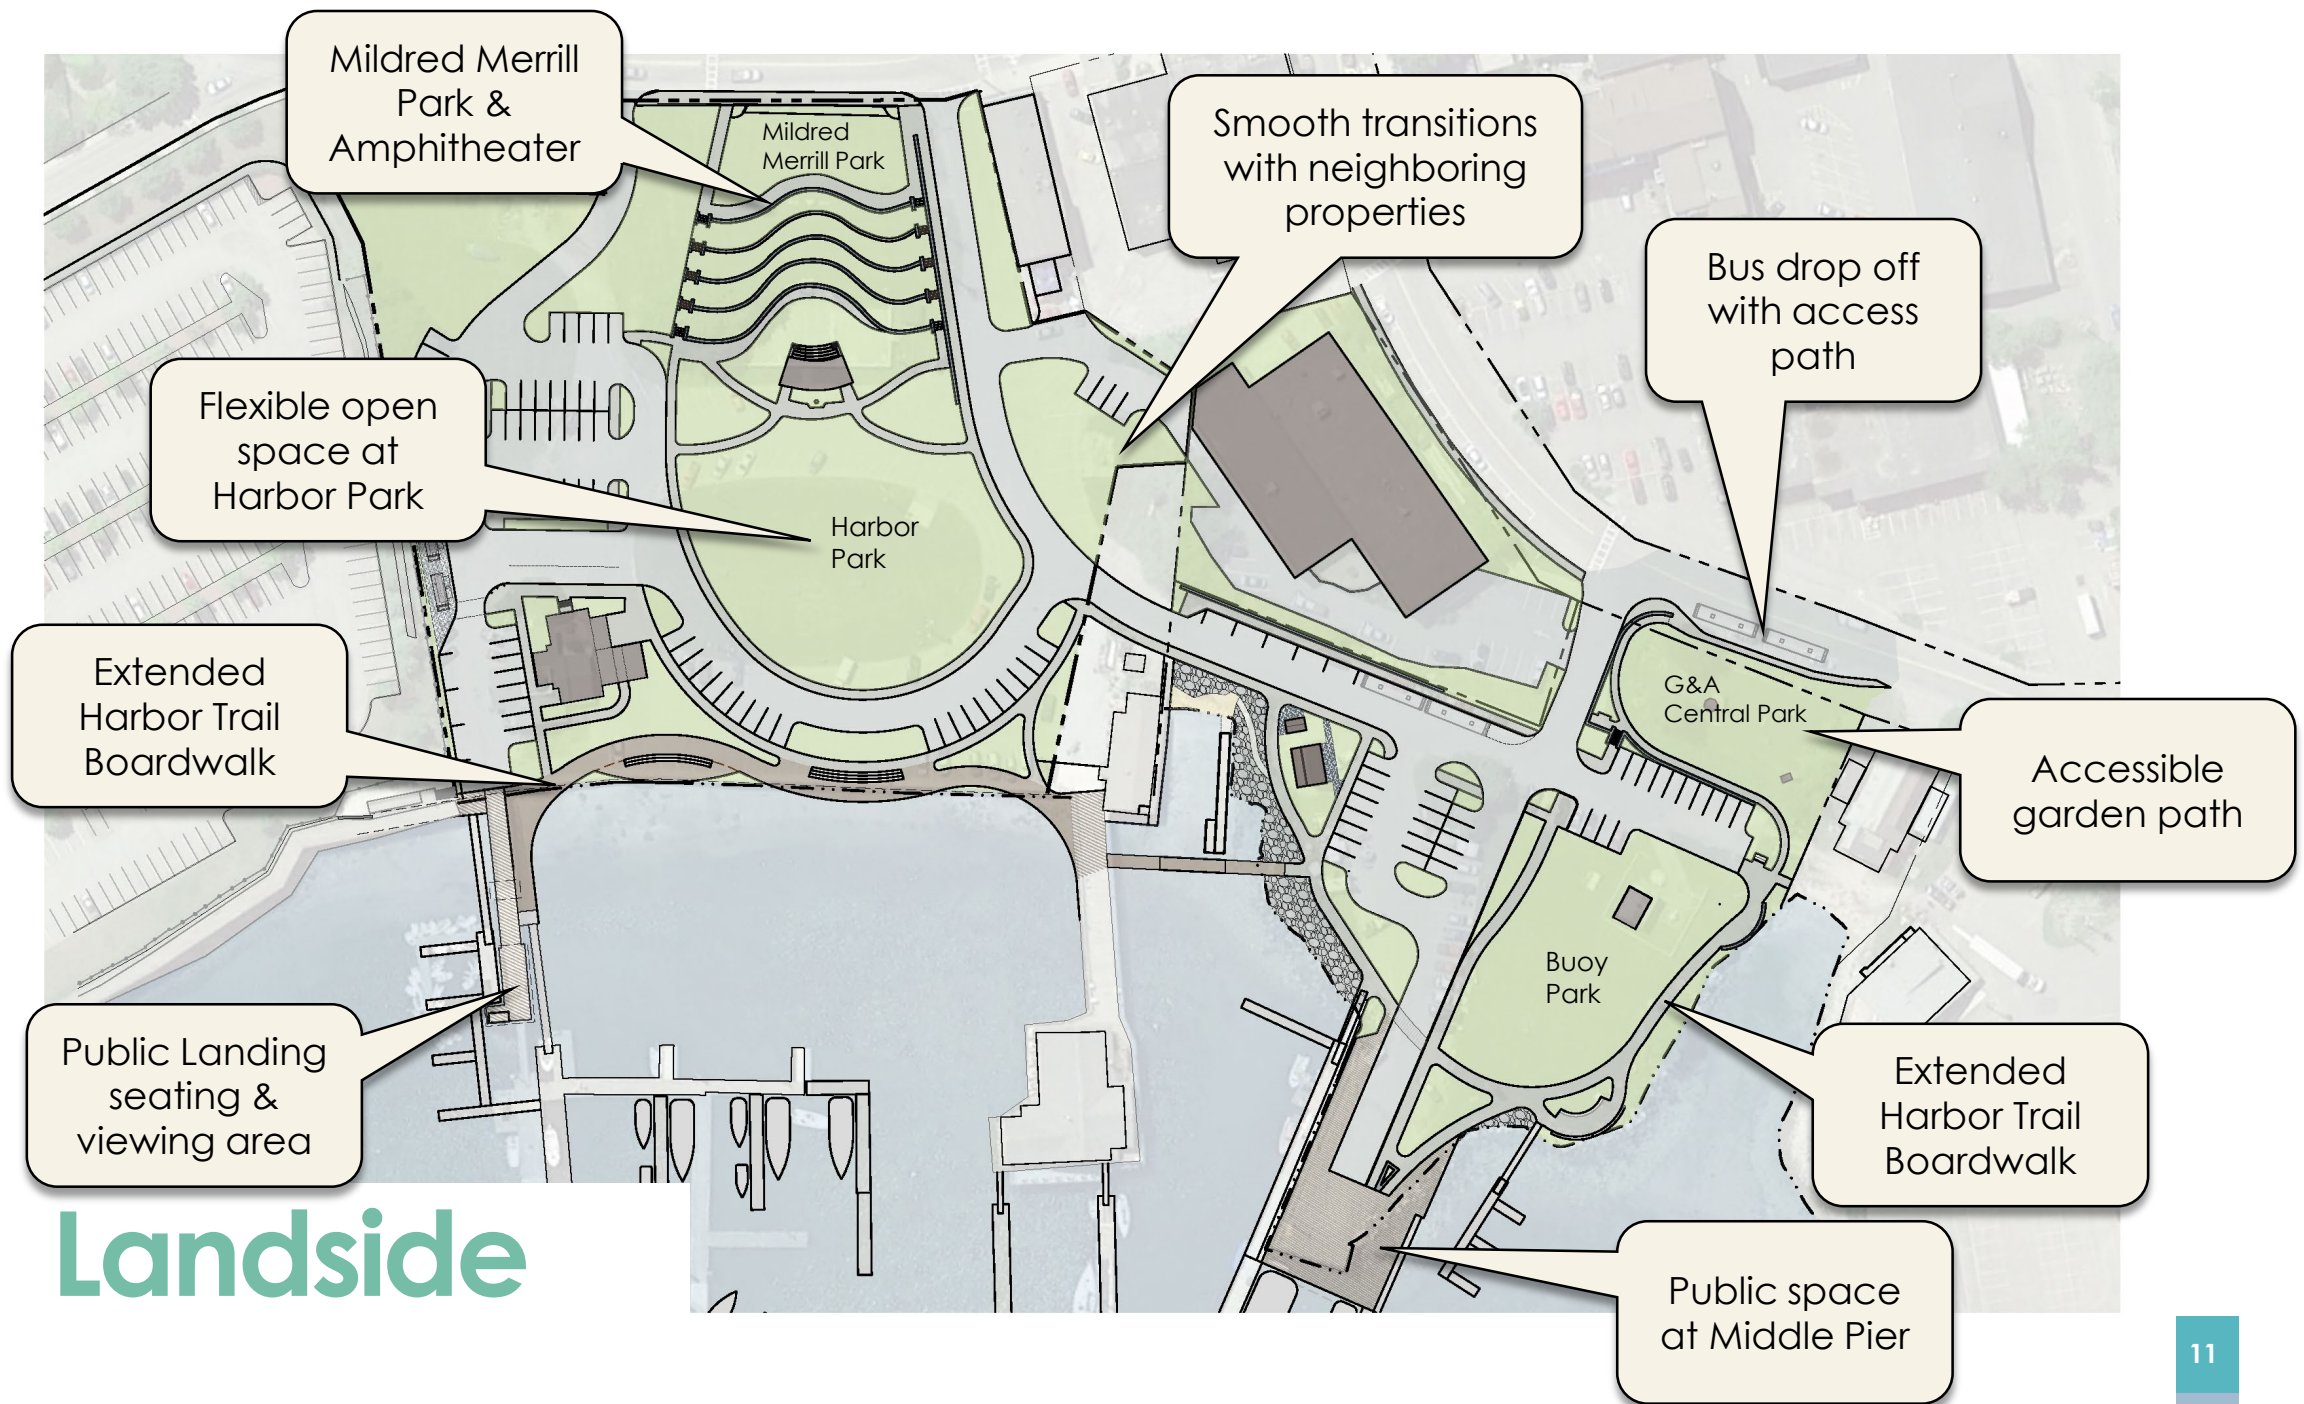 Mildred Merrill
Park &
Amphitheater
Mildred
Merrill Park
Smooth transitions
with neighboring
properties
Bus drop off
with access
path
Flexible open
space at
Harbor Park
Harbor
Park
Extended
Harbor Trail
Boardwalk
G&A
Central Park
Accessible
garden path
Buoy
Park
Public Landing
seating &
viewing area
Extended
Harbor Trail
Boardwalk
Public space
at Middle Pier
Landside
11